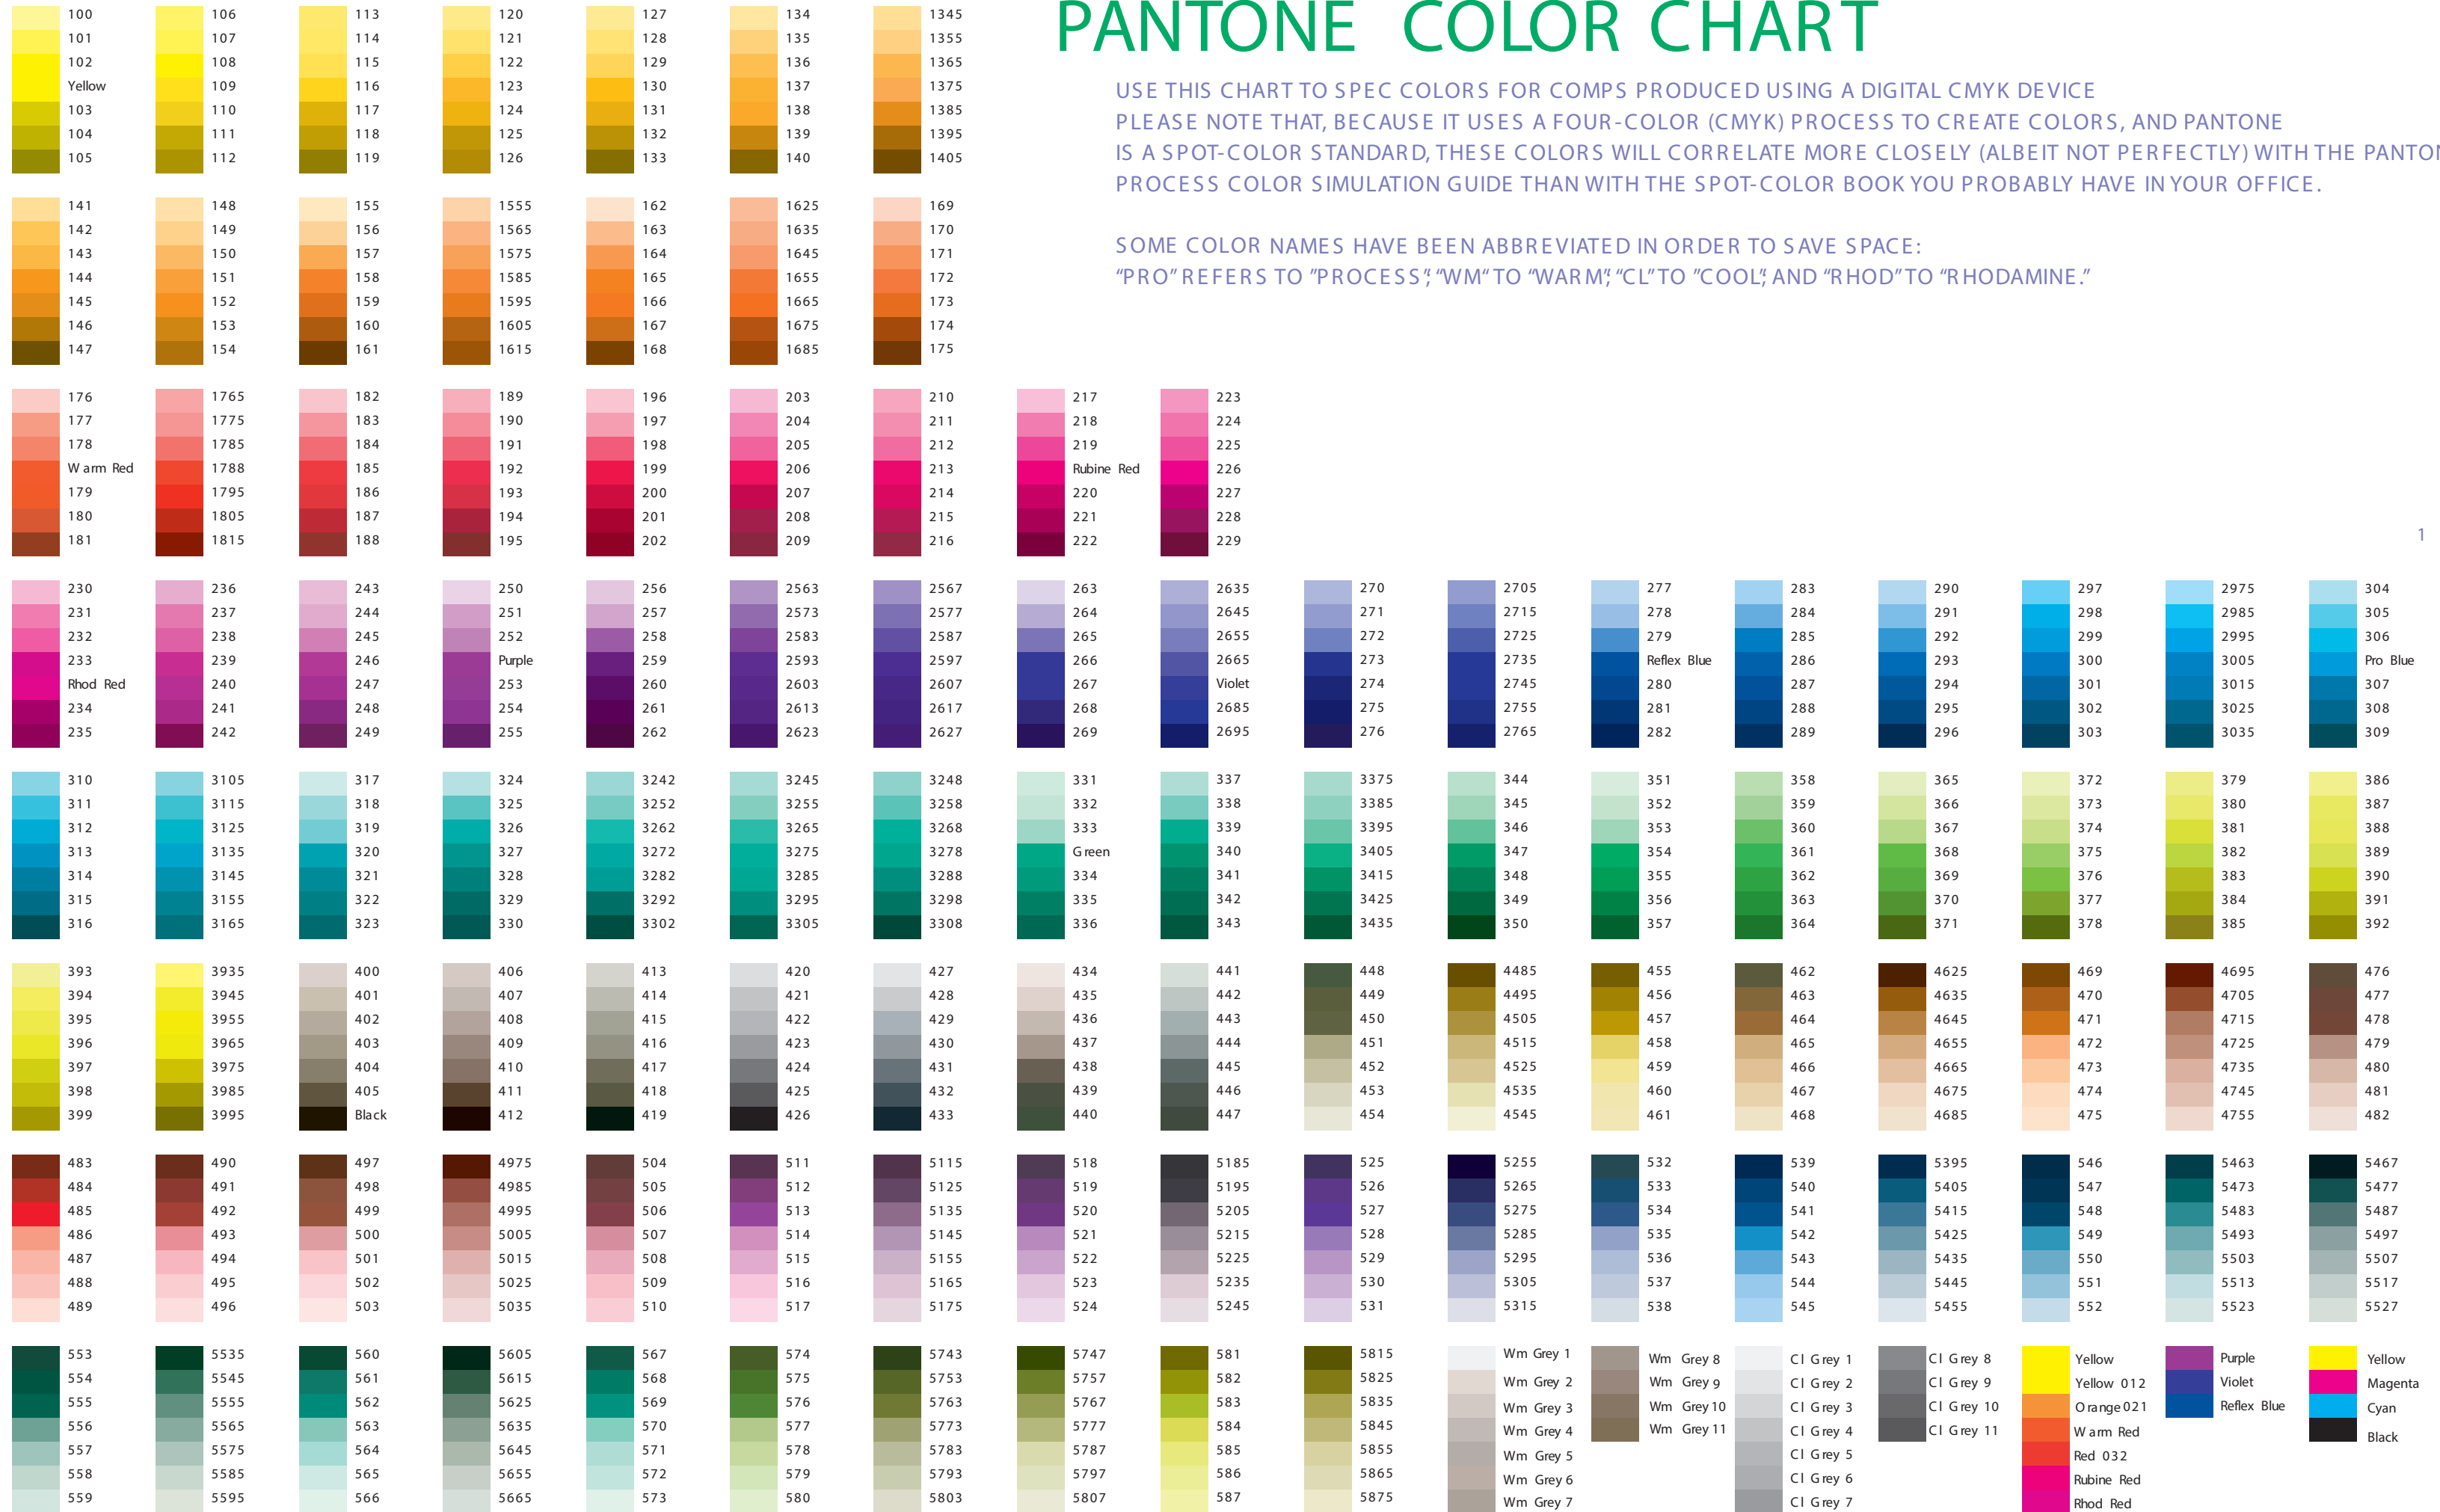 PANTONE COLOR CHART
USE THIS CHART TO SPEC COLORS FOR COMPS PRODUCED USING A DIGITAL CMYK DEVICE
PLEASE NOTE THAT, BECAUSE IT USES A FOUR-COLOR (CMYK) PROCESS TO CREATE COLORS, AND PANTONE
IS A SPOT-COLOR STANDARD, THESE COLORS WILL CORRELATE MORE CLOSELY (ALBEIT NOT PERFECTLY) WITH THE
PROCESS COLOR SIMULATION GUIDE THAN WITH THE SPOT-COLOR BOOK YOU PROBABLY HAVE IN YOUR OFFICE.
SOME COLOR NAMES HAVE BEEN ABBREVIATED IN ORDER TO SAVE SPACE:
“PRO” REFERS TO ”PROCESS”, “WM“ TO “WARM”, “CL” TO ”COOL”, AND “RHOD” TO “RHODAMINE.”
100 106 113 120 127 134 1345
101 107 114 121 128 135 1355
102 108 115 122 129 136 1365
Yellow 109 116 123 130 137 1375
103 110 117 124 131 138 1385
104 111 118 125 132 139 1395
105 112 119 126 133 140 1405
141 148 155 1555 162 1625 169
142 149 156 1565 163 1635 170
143 150 157 1575 164 1645 171
144 151 158 1585 165 1655 172
145 152 159 1595 166 1665 173
146 153 160 1605 167 1675 174
147 154 161 1615 168 1685 175
176 1765 182 189 196 203 210 217 223
177 1775 183 190 197 204 211 218 224
178 1785 184 191 198 205 212 219 225
Warm Red 1788 185 192 199 206 213 Rubine Red 226
179 1795 186 193 200 207 214 220 227
180 1805 187 194 201 208 215 221 228
181 1815 188 195 202 209 216 222 229
1
230 236 243 250 256 2563 2567 263 2635 270 2705 277 283 290 297 2975 304
231 237 244 251 257 2573 2577 264 2645 271 2715 278 284 291 298 2985 305
232 238 245 252 258 2583 2587 265 2655 272 2725 279 285 292 299 2995 306
233 239 246 Purple 259 2593 2597 266 2665 273 2735 Reflex Blue 286 293 300 3005 Pro Blue
Rhod Red 240 247 253 260 2603 2607 267 Violet 274 2745 280 287 294 301 3015 307
234 241 248 254 261 2613 2617 268 2685 275 2755 281 288 295 302 3025 308
235 242 249 255 262 2623 2627 269 2695 276 2765 282 289 296 303 3035 309
310 3105 317 324 3242 3245 3248 331 337 3375 344 351 358 365 372 379 386
311 3115 318 325 3252 3255 3258 332 338 3385 345 352 359 366 373 380 387
312 3125 319 326 3262 3265 3268 333 339 3395 346 353 360 367 374 381 388
313 3135 320 327 3272 3275 3278 Green 340 3405 347 354 361 368 375 382 389
314 3145 321 328 3282 3285 3288 334 341 3415 348 355 362 369 376 383 390
315 3155 322 329 3292 3295 3298 335 342 3425 349 356 363 370 377 384 391
316 3165 323 330 3302 3305 3308 336 343 3435 350 357 364 371 378 385 392
393 3935 400 406 413 420 427 434 441 448 4485 455 462 4625 469 4695 476
394 3945 401 407 414 421 428 435 442 449 4495 456 463 4635 470 4705 477
395 3955 402 408 415 422 429 436 443 450 4505 457 464 4645 471 4715 478
396 3965 403 409 416 423 430 437 444 451 4515 458 465 4655 472 4725 479
397 3975 404 410 417 424 431 438 445 452 4525 459 466 4665 473 4735 480
398 3985 405 411 418 425 432 439 446 453 4535 460 467 4675 474 4745 481
399 3995 Black 412 419 426 433 440 447 454 4545 461 468 4685 475 4755 482
483 490 497 4975 504 511 5115 518 5185 525 5255 532 539 5395 546 5463 5467
484 491 498 4985 505 512 5125 519 5195 526 5265 533 540 5405 547 5473 5477
485 492 499 4995 506 513 5135 520 5205 527 5275 534 541 5415 548 5483 5487
486 493 500 5005 507 514 5145 521 5215 528 5285 535 542 5425 549 5493 5497
487 494 501 5015 508 515 5155 522 5225 529 5295 536 543 5435 550 5503 5507
488 495 502 5025 509 516 5165 523 5235 530 5305 537 544 5445 551 5513 5517
489 496 503 5035 510 517 5175 524 5245 531 5315 538 545 5455 552 5523 5527
553 5535 560 5605 567 574 5743 5747 581 5815 Wm Grey 1 Wm Grey 8 Cl Grey 1 Cl Grey 8 Yellow Purple Yellow
554 5545 561 5615 568 575 5753 5757 582 5825 Wm Grey 2 Wm Grey 9 Cl Grey 2 Cl Grey 9 Yellow 012 Violet Magenta
555 5555 562 5625 569 576 5763 5767 583 5835 Wm Grey 3 Wm Grey 10 Cl Grey 3 Cl Grey 10 Orange 021 Reflex Blue Cyan
556 5565 563 5635 570 577 5773 5777 584 5845 Wm Grey 4 Wm Grey 11 Cl Grey 4 Cl Grey 11 Warm Red Black
557 5575 564 5645 571 578 5783 5787 585 5855 Wm Grey 5 Cl Grey 5 Red 032
558 5585 565 5655 572 579 5793 5797 586 5865 Wm Grey 6 Cl Grey 6 Rubine Red
559 5595 566 5665 573 580 5803 5807 587 5875 Wm Grey 7 Cl Grey 7 Rhod Red